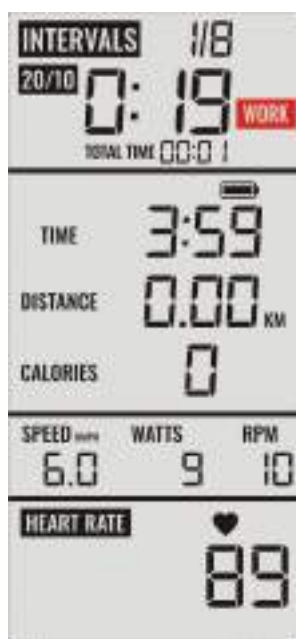 INTERVALS 1/8
20/10 0:19 WORK
TOTAL TIME 00:01
TIME 3:59
DISTANCE 0.00 KM
CALORIES 0
SPEED WATTS RPM
6.0 9 10
HEART RATE
89